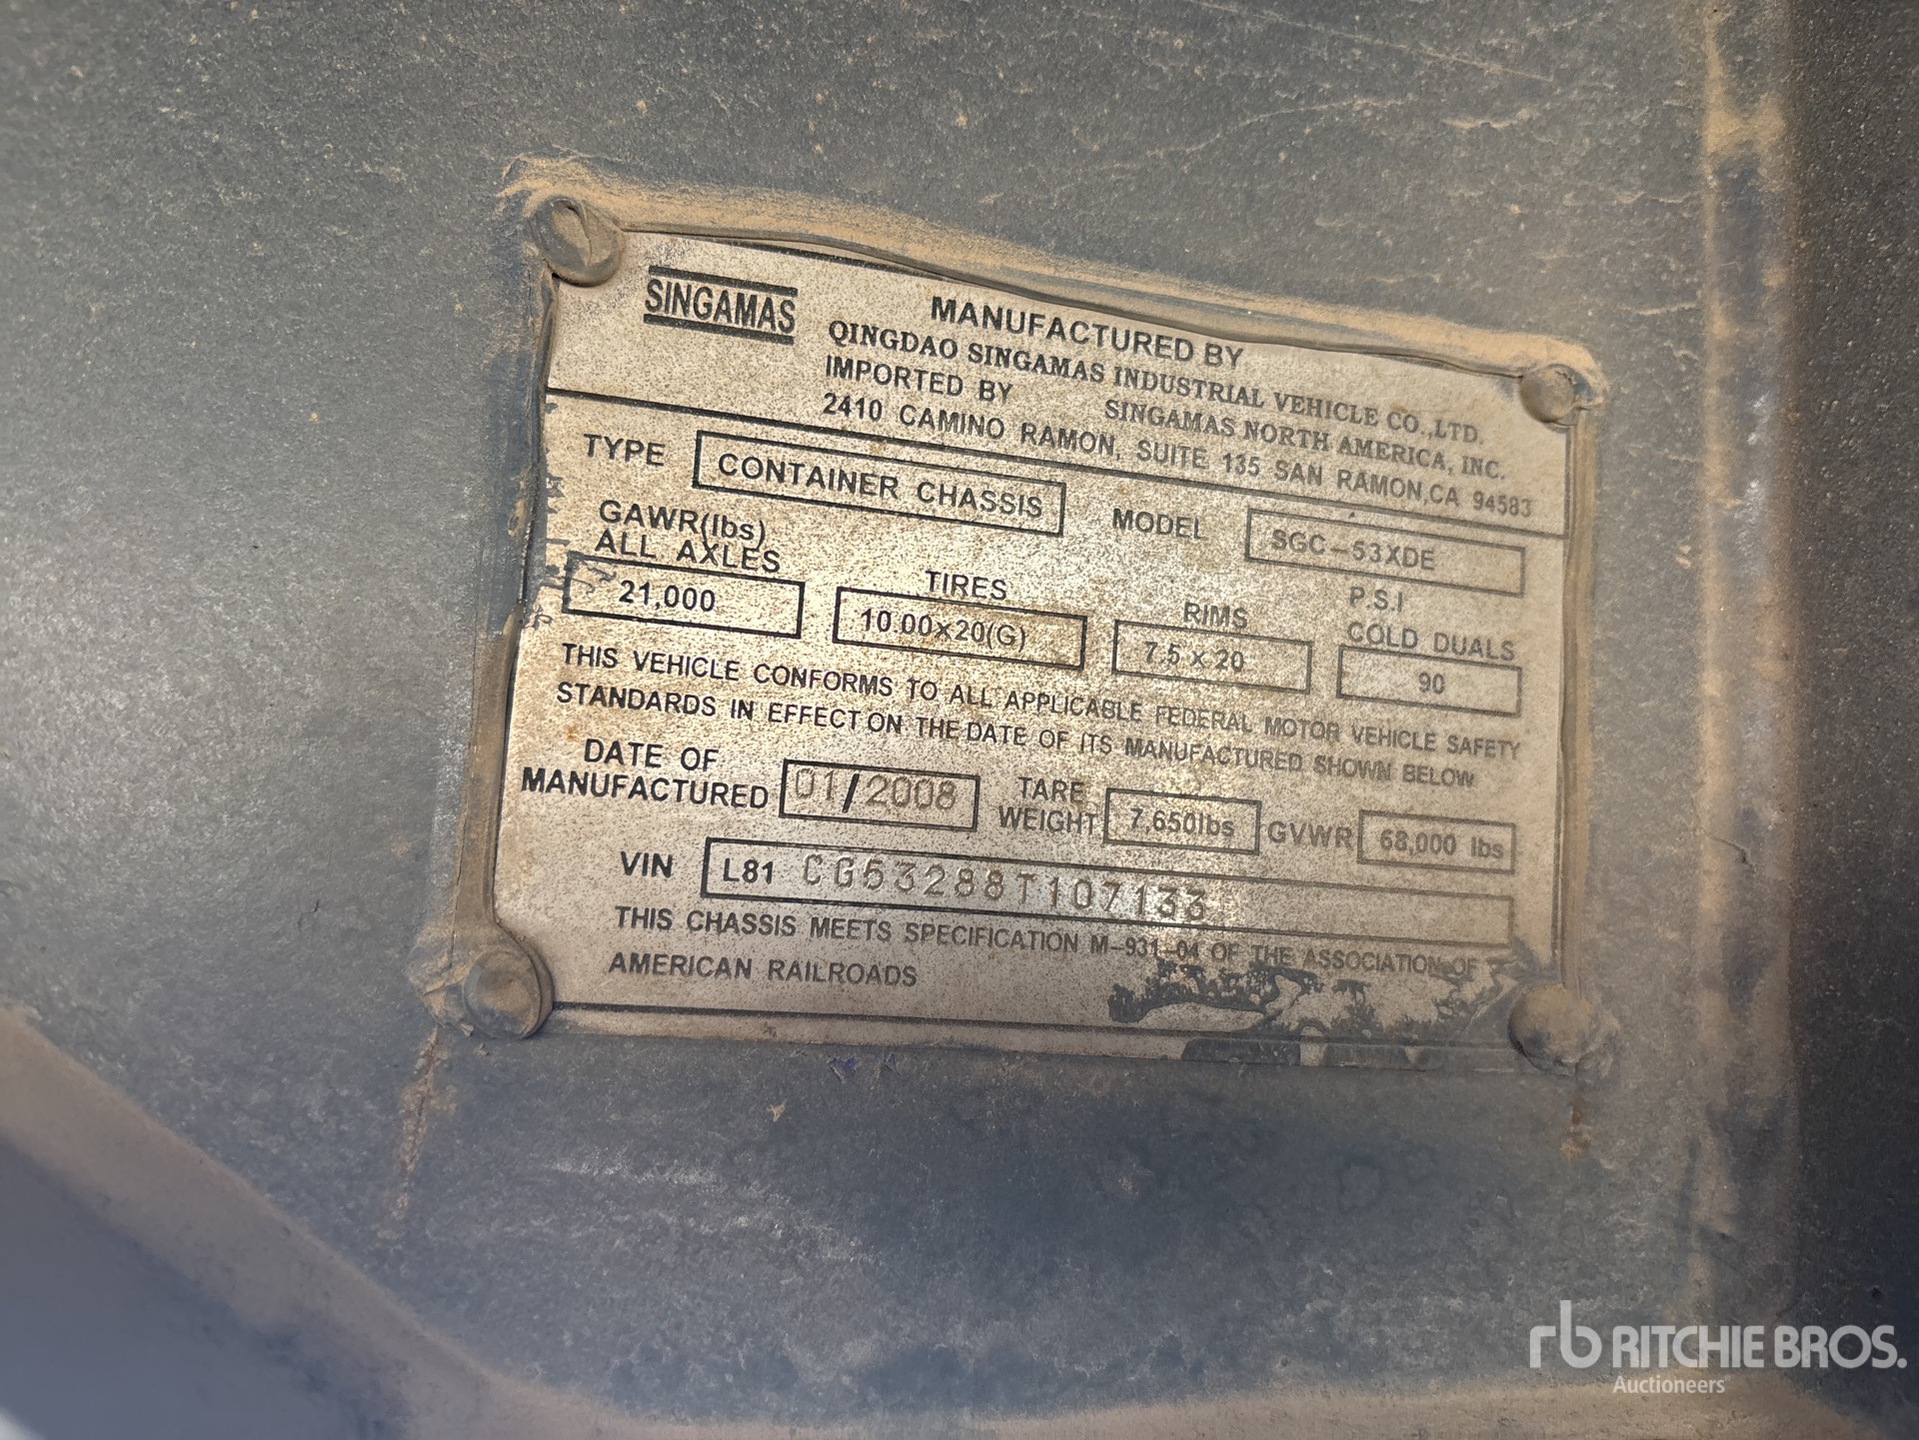 SINGAMAS
MANUFACTURED BY
QINGDAO SINGAMAS INDUSTRIAL VEHICLE CO.,LTD.
IMPORTED BY SINGAMAS NORTH AMERICA, INC.
2410 CAMINO RAMON, SUITE 135 SAN RAMON,CA 94583
TYPE CONTAINER CHASSIS MODEL SGC-53XDE
GAWR(lbs)
ALL AXLES TIRES RIMS P.S.I
COLD DUALS
21,000 10.00x20(G) 7.5 x 20 90
THIS VEHICLE CONFORMS TO ALL APPLICABLE FEDERAL MOTOR VEHICLE SAFETY
STANDARDS IN EFFECT ON THE DATE OF ITS MANUFACTURED SHOWN BELOW
DATE OF
MANUFACTURED 01/2008 TARE
WEIGHT 7,650lbs GVWR 68,000 lbs
VIN L81 CG53288T107133
THIS CHASSIS MEETS SPECIFICATION M-931-04 OF THE ASSOCIATION OF
AMERICAN RAILROADS
rb RITCHIE BROS.
Auctioneers